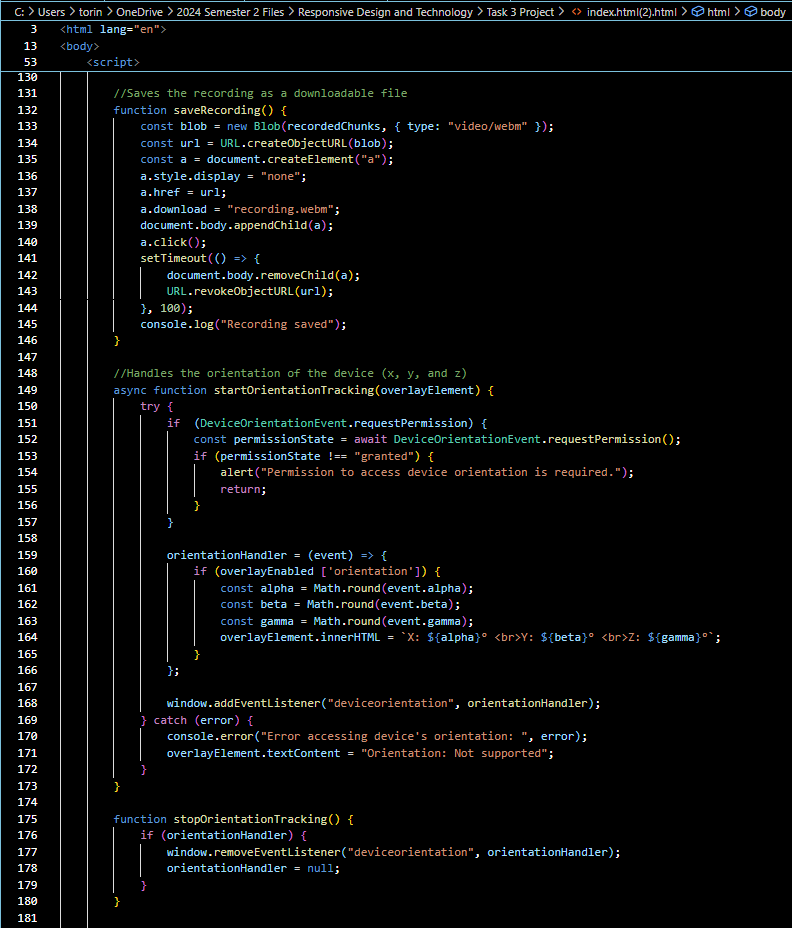 C: > Users > torin > OneDrive > 2024 Semester 2 Files > Responsive Design and Technology > Task 3 Project > <> index.html(2).html > html > body
3 <html lang="en">
13 <body>
53 <script>
130
131 //Saves the recording as a downloadable file
132 function saveRecording() {
133 const blob = new Blob(recordedChunks, { type: "video/webm" });
134 const url = URL.createObjectURL(blob);
135 const a = document.createElement("a");
136 a.style.display = "none";
137 a.href = url;
138 a.download = "recording.webm";
139 document.body.appendChild(a);
140 a.click();
141 setTimeout(() => {
142 document.body.removeChild(a);
143 URL.revokeObjectURL(url);
144 }, 100);
145 console.log("Recording saved");
146 }
147
148 //Handles the orientation of the device (x, y, and z)
149 async function startOrientationTracking(overlayElement) {
150 try {
151 if  (DeviceOrientationEvent.requestPermission) {
152 const permissionState = await DeviceOrientationEvent.requestPermission();
153 if (permissionState !== "granted") {
154 alert("Permission to access device orientation is required.");
155 return;
156 }
157 }
158
159 orientationHandler = (event) => {
160 if (overlayEnabled ['orientation']) {
161 const alpha = Math.round(event.alpha);
162 const beta = Math.round(event.beta);
163 const gamma = Math.round(event.gamma);
164 overlayElement.innerHTML = `X: ${alpha}° <br>Y: ${beta}° <br>Z: ${gamma}°`;
165 }
166 };
167
168 window.addEventListener("deviceorientation", orientationHandler);
169 } catch (error) {
170 console.error("Error accessing device's orientation: ", error);
171 overlayElement.textContent = "Orientation: Not supported";
172 }
173 }
174
175 function stopOrientationTracking() {
176 if (orientationHandler) {
177 window.removeEventListener("deviceorientation", orientationHandler);
178 orientationHandler = null;
179 }
180 }
181